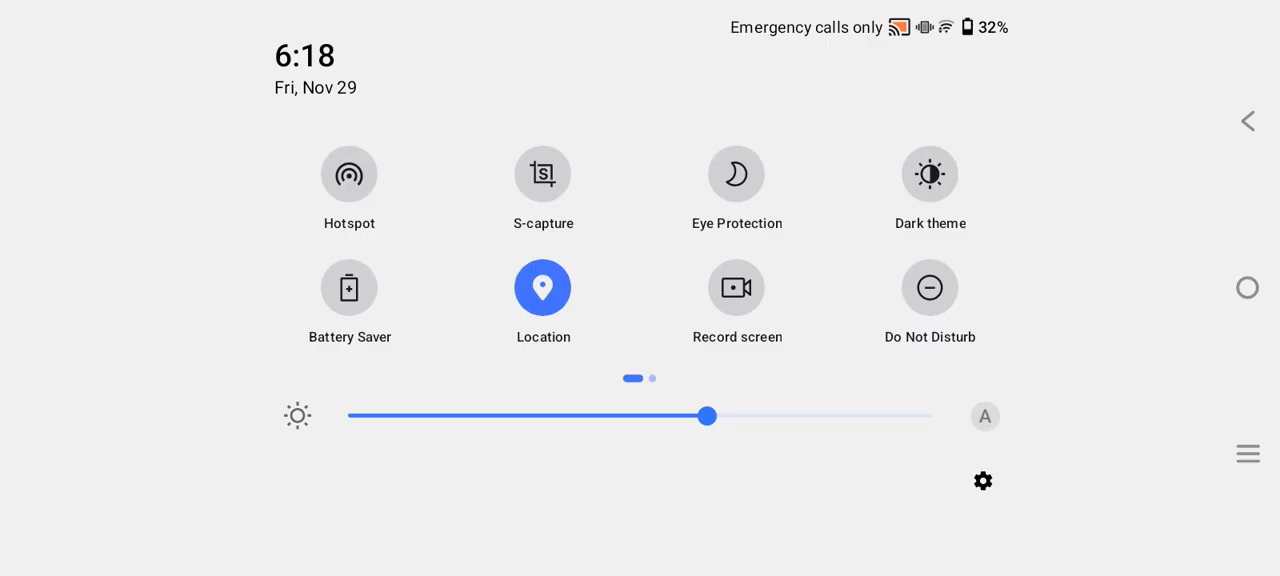 Emergency calls only 32%
6:18
Fri, Nov 29
Hotspot S-capture Eye Protection Dark theme
Battery Saver Location Record screen Do Not Disturb
A